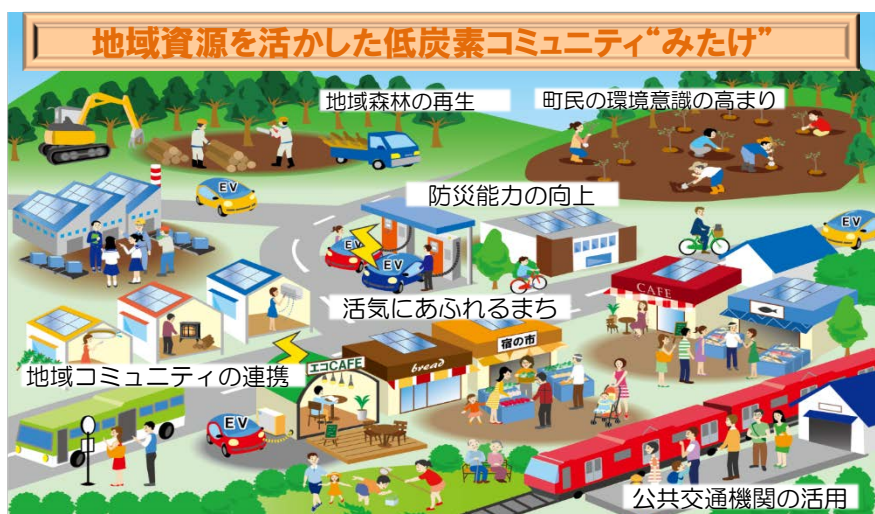 地域資源を活かした低炭素コミュニティ“みたけ”
地域森林の再生
町民の環境意識の高まり
EV
防災能力の向上
EV
EV
EV
CAFE
活気にあふれるまち
エコCAFE
bread
宿の市
地域コミュニティの連携
EV
公共交通機関の活用